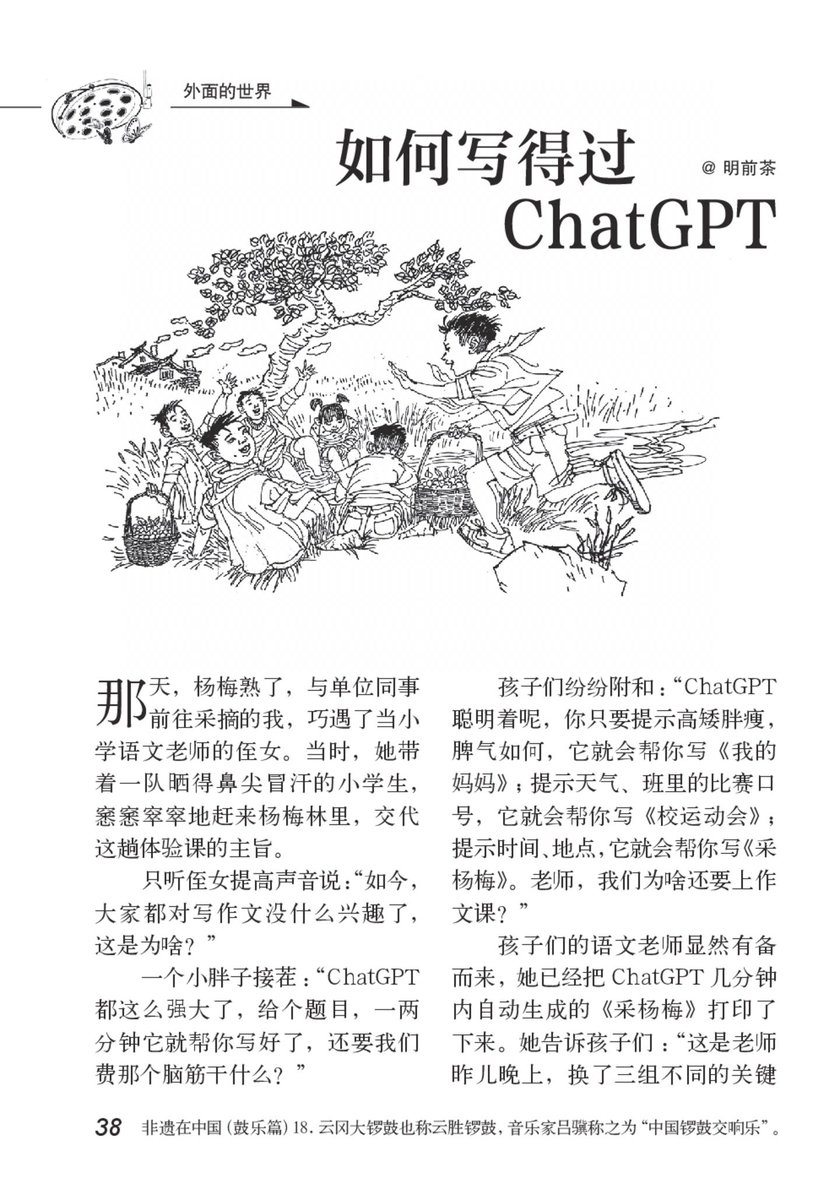 外面的世界
如何写得过
@ 明前茶
ChatGPT
那天，杨梅熟了，与单位同事
前往采摘的我，巧遇了当小
学语文老师的侄女。当时，她带
着一队晒得鼻尖冒汗的小学生，
窸窸窣窣地赶来杨梅林里，交代
这趟体验课的主旨。
只听侄女提高声音说：“如今，
大家都对写作文没什么兴趣了，
这是为啥？”
一个小胖子接茬：“ChatGPT
都这么强大了，给个题目，一两
分钟它就帮你写好了，还要我们
费那个脑筋干什么？”
孩子们纷纷附和：“ChatGPT
聪明着呢，你只要提示高矮胖瘦，
脾气如何，它就会帮你写《我的
妈妈》；提示天气、班里的比赛口
号，它就会帮你写《校运动会》；
提示时间、地点，它就会帮你写《采
杨梅》。老师，我们为啥还要上作
文课？”
孩子们的语文老师显然有备
而来，她已经把 ChatGPT 几分钟
内自动生成的《采杨梅》打印了
下来。她告诉孩子们：“这是老师
昨儿晚上，换了三组不同的关键
38 非遗在中国（鼓乐篇）18. 云冈大锣鼓也称云胜锣鼓，音乐家吕骥称之为“中国锣鼓交响乐”。